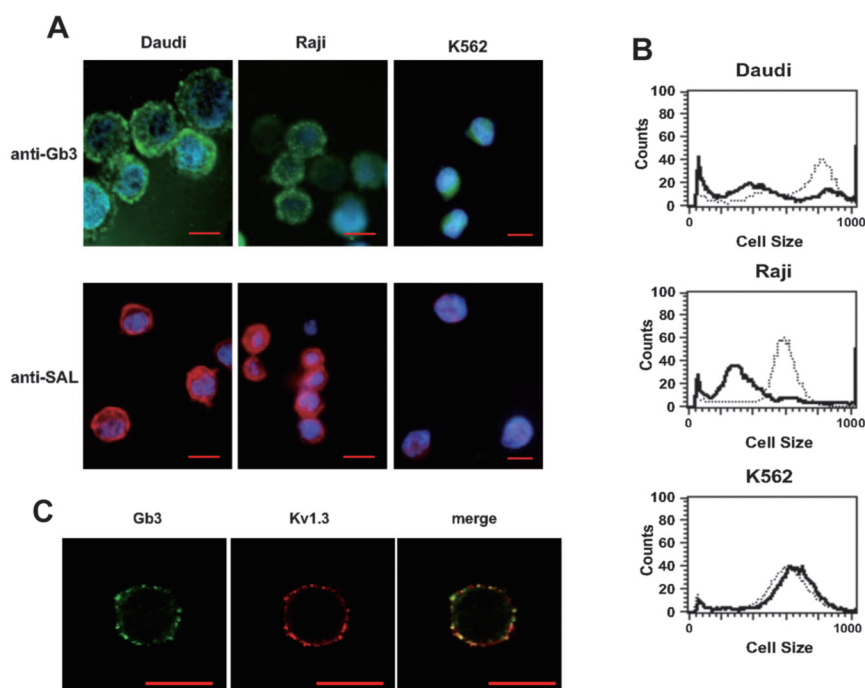 A
Daudi
Raji
K562
anti-Gb3
anti-SAL
B
Daudi
100
80
60
40
20
0
Counts
0
1000
Cell Size
Raji
100
80
60
40
20
0
Counts
0
1000
Cell Size
K562
100
80
60
40
20
0
Counts
0
1000
Cell Size
C
Gb3
Kv1.3
merge